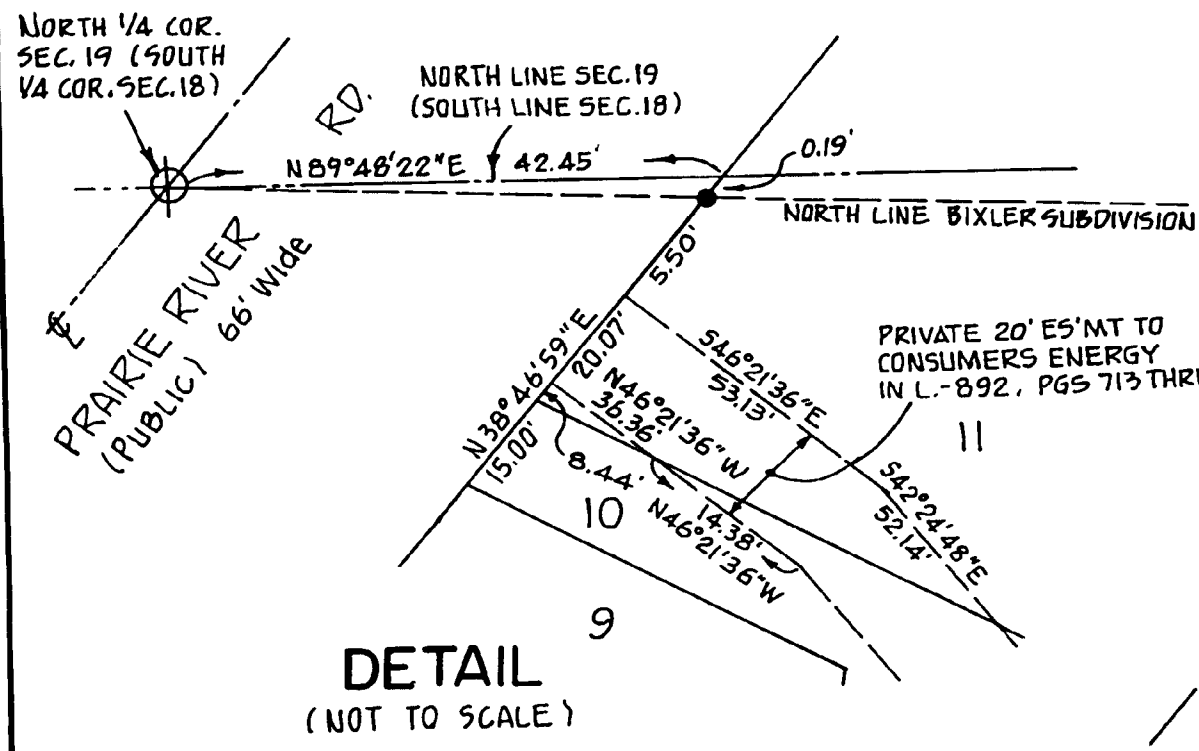 NORTH 1/4 COR.
SEC. 19 (SOUTH
1/4 COR. SEC. 18)
RD.
NORTH LINE SEC. 19
(SOUTH LINE SEC. 18)
N89°48'22"E 42.45'
0.19'
NORTH LINE BIXLER SUBDIVISION
PRAIRIE RIVER
(PUBLIC) 66' Wide
℄
5.50'
N38°46'59"E
20.07'
15.00'
S46°21'36"E
53.13'
PRIVATE 20' ES'MT TO
CONSUMERS ENERGY
IN L.-892, PGS 713
11
N46°21'36"W
36.36'
8.44'
S42°24'48"E
52.14'
10
14.38'
N46°21'36"W
9
DETAIL
(NOT TO SCALE)